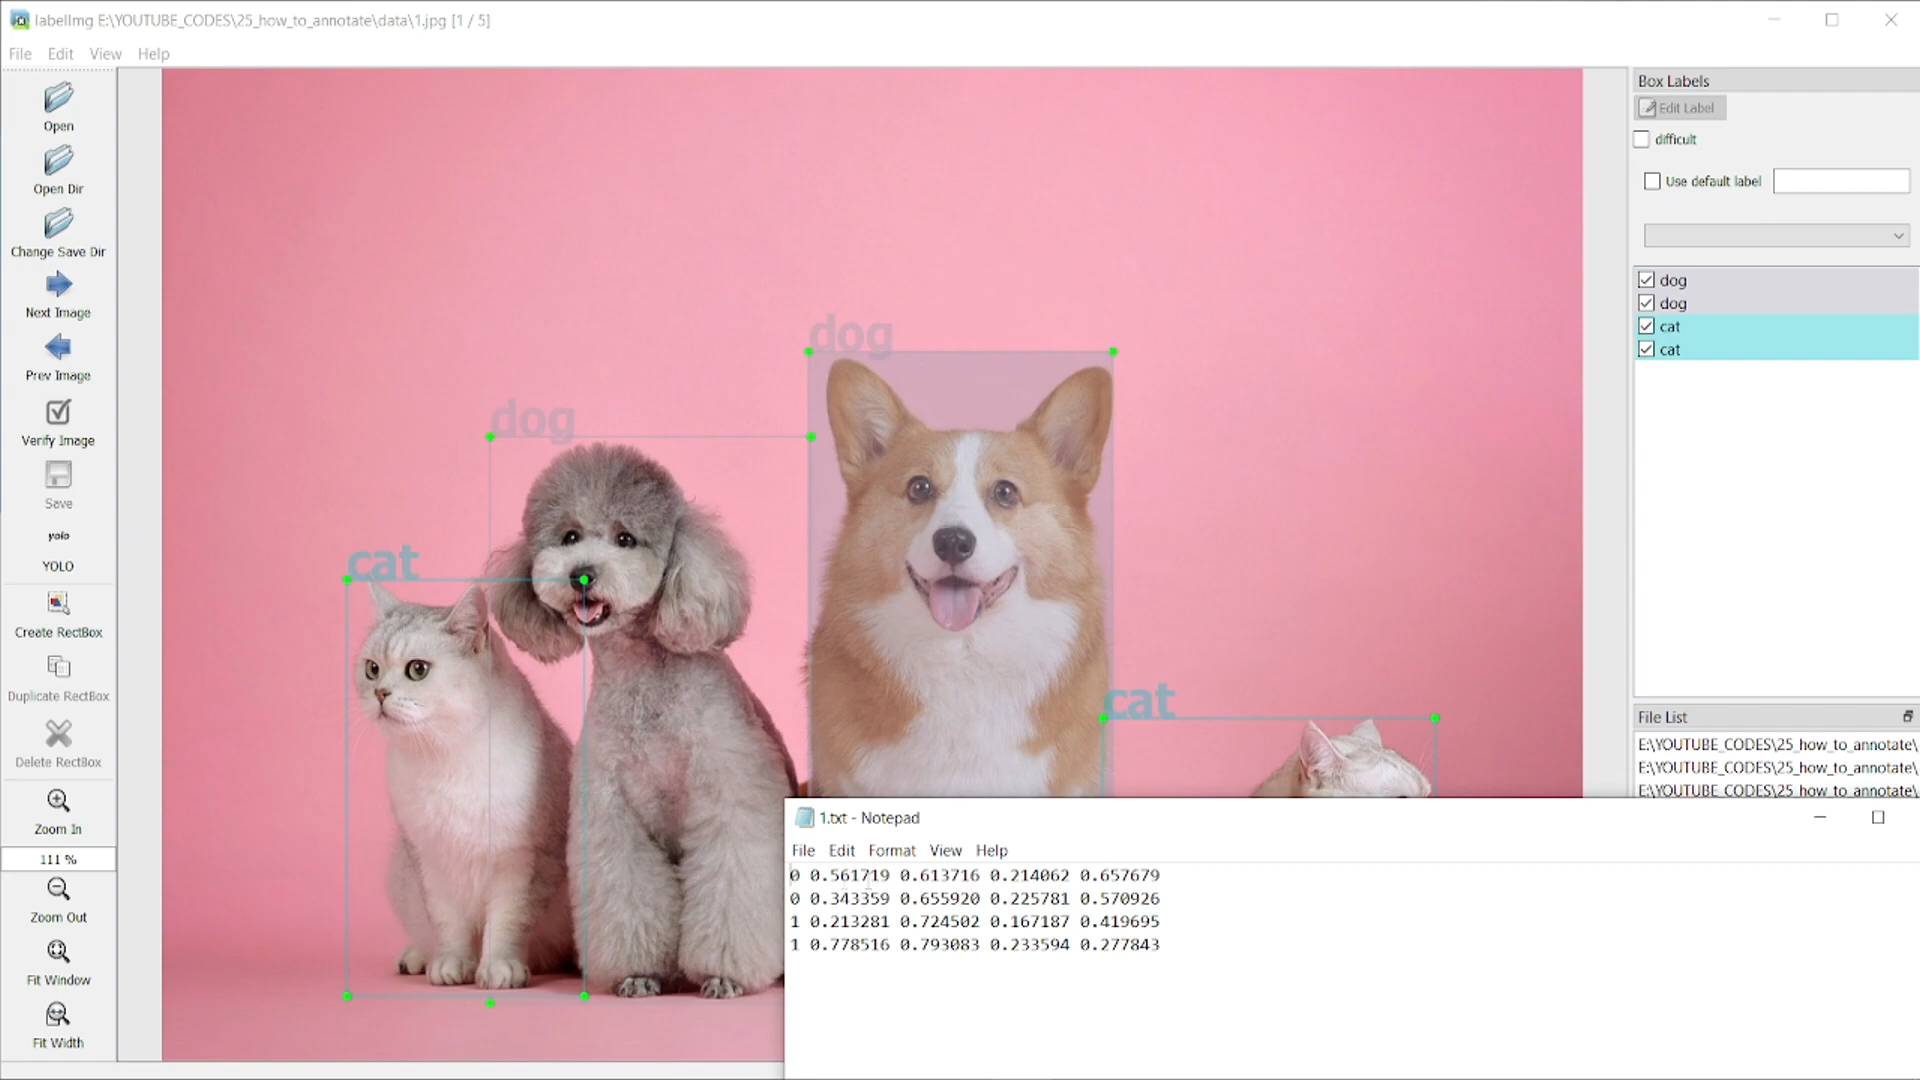 labelImg E:\YOUTUBE_CODES\25_how_to_annotate\data\1.jpg [1 / 5]
File Edit View Help
Open
Open Dir
Change Save Dir
Next Image
Prev Image
Verify Image
Save
yolo
YOLO
Create RectBox
Duplicate RectBox
Delete RectBox
Zoom In
111 %
Zoom Out
Fit Window
Fit Width
dog
dog
cat
cat
Box Labels
Edit Label
difficult
Use default label
dog
dog
cat
cat
File List
E:\YOUTUBE_CODES\25_how_to_annotate\
E:\YOUTUBE_CODES\25_how_to_annotate\
E:\YOUTUBE_CODES\25_how_to_annotate\
1.txt - Notepad
File Edit Format View Help
0 0.561719 0.613716 0.214062 0.657679
0 0.343359 0.655920 0.225781 0.570926
1 0.213281 0.724502 0.167187 0.419695
1 0.778516 0.793083 0.233594 0.277843